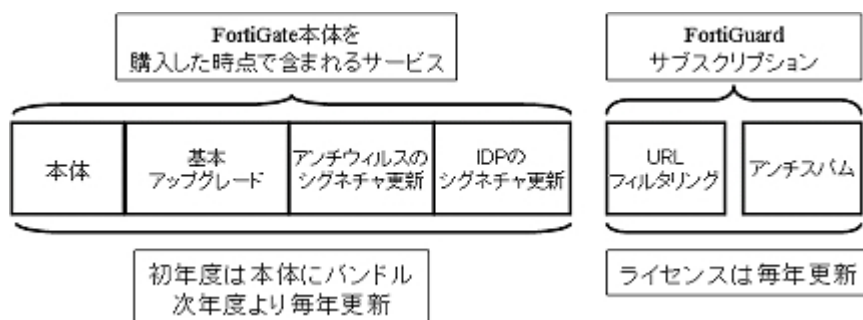 FortiGate本体を
購入した時点で含まれるサービス
FortiGuard
サブスクリプション
本体
基本
アップグレード
アンチウィルスの
シグネチャ更新
IDPの
シグネチャ更新
URL
フィルタリング
アンチスパム
初年度は本体にバンドル
次年度より毎年更新
ライセンスは毎年更新